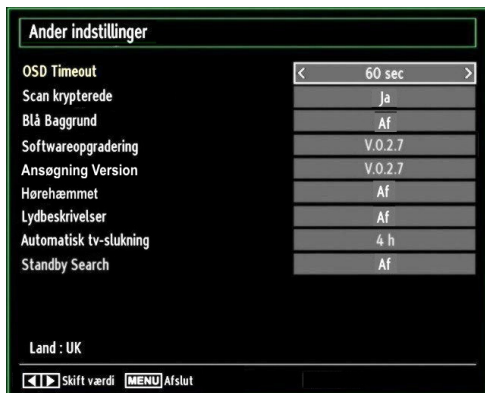 Ander indstillinger
OSD Timeout < 60 sec >
Scan krypterede Ja
Blå Baggrund Af
Softwareopgradering V.0.2.7
Ansøgning Version V.0.2.7
Hørehæmmet Af
Lydbeskrivelser Af
Automatisk tv-slukning 4 h
Standby Search Af
Land : UK
Skift værdi MENU Afslut